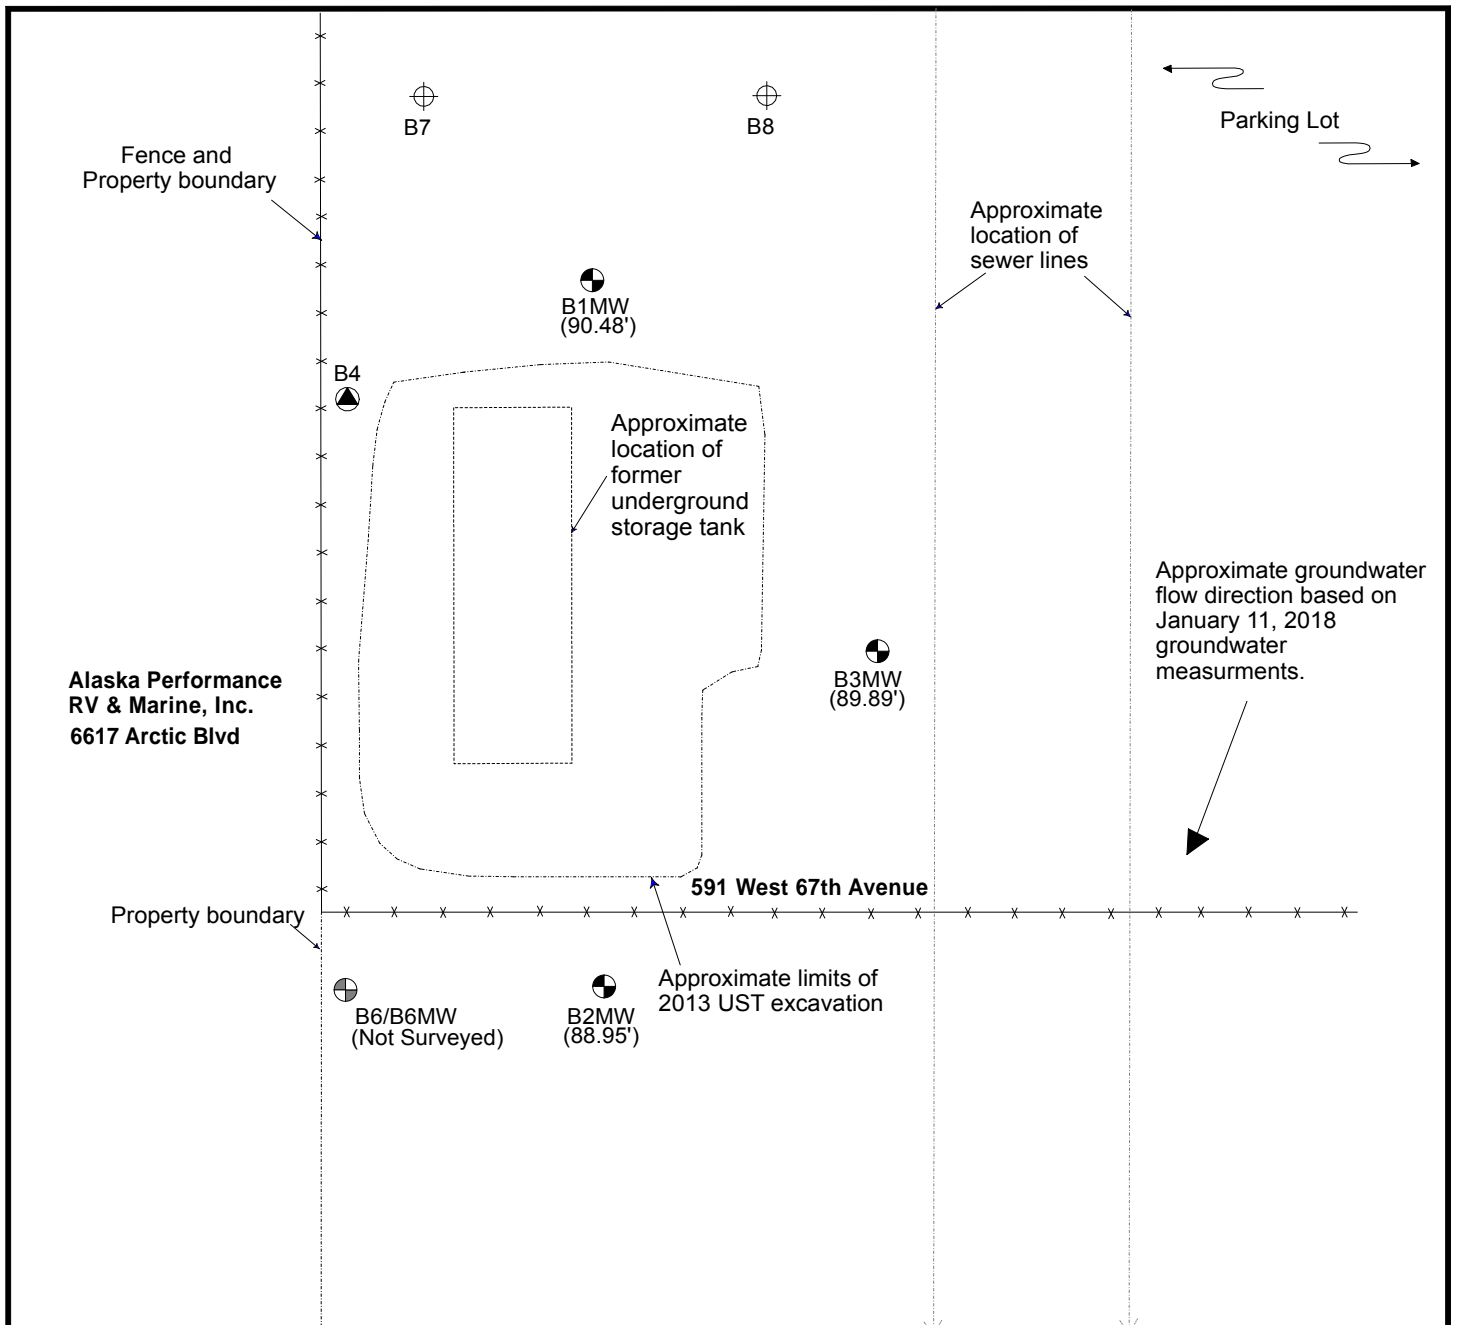 B7
B8
Parking Lot
Fence and
Property boundary
Approximate
location of
sewer lines
B1MW
(90.48')
B4
Approximate
location of
former
underground
storage tank
Approximate groundwater
flow direction based on
January 11, 2018
groundwater
measurments.
B3MW
(89.89')
Alaska Performance
RV & Marine, Inc.
6617 Arctic Blvd
591 West 67th Avenue
Property boundary
Approximate limits of
2013 UST excavation
B6/B6MW
(Not Surveyed)
B2MW
(88.95')